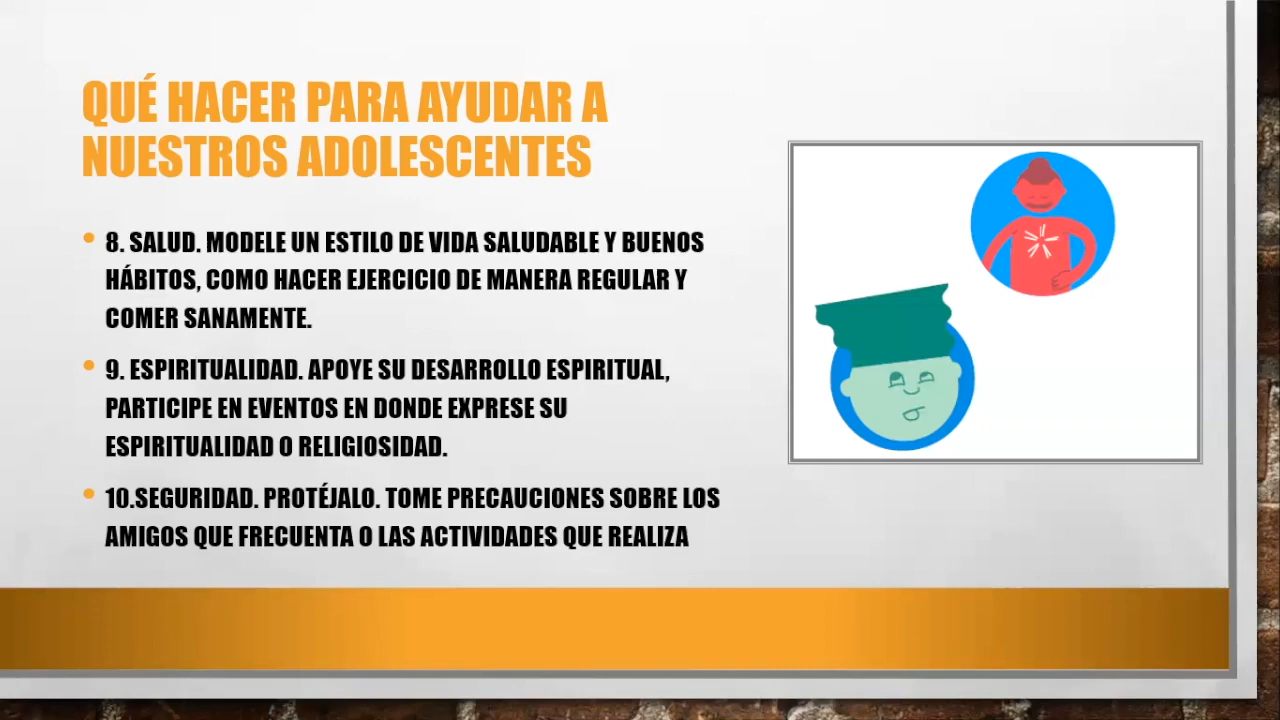 QUÉ HACER PARA AYUDAR A
NUESTROS ADOLESCENTES
• 8. SALUD. MODELE UN ESTILO DE VIDA SALUDABLE Y BUENOS
HÁBITOS, COMO HACER EJERCICIO DE MANERA REGULAR Y
COMER SANAMENTE.
• 9. ESPIRITUALIDAD. APOYE SU DESARROLLO ESPIRITUAL,
PARTICIPE EN EVENTOS EN DONDE EXPRESE SU
ESPIRITUALIDAD O RELIGIOSIDAD.
• 10.SEGURIDAD. PROTÉJALO. TOME PRECAUCIONES SOBRE LOS
AMIGOS QUE FRECUENTA O LAS ACTIVIDADES QUE REALIZA